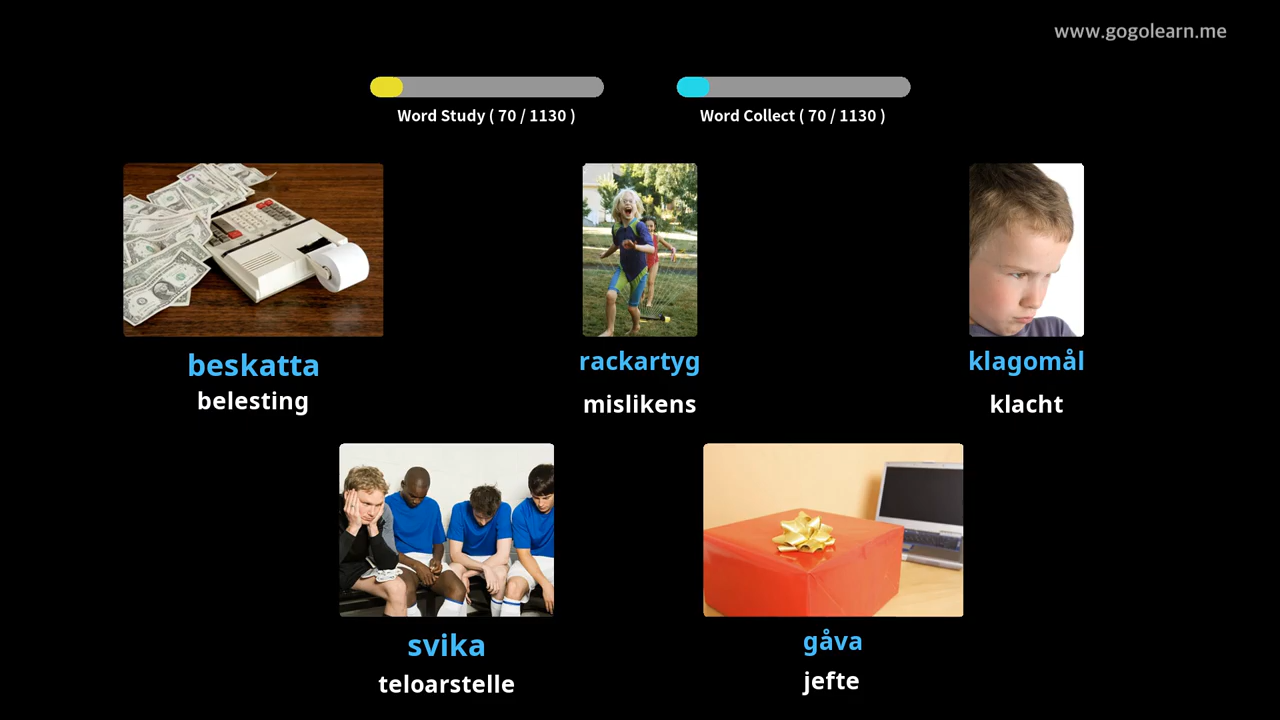 www.gogolearn.me
Word Study ( 70 / 1130 )
Word Collect ( 70 / 1130 )
beskatta
belesting
rackartyg
mislikens
klagomål
klacht
svika
teloarstelle
gåva
jefte